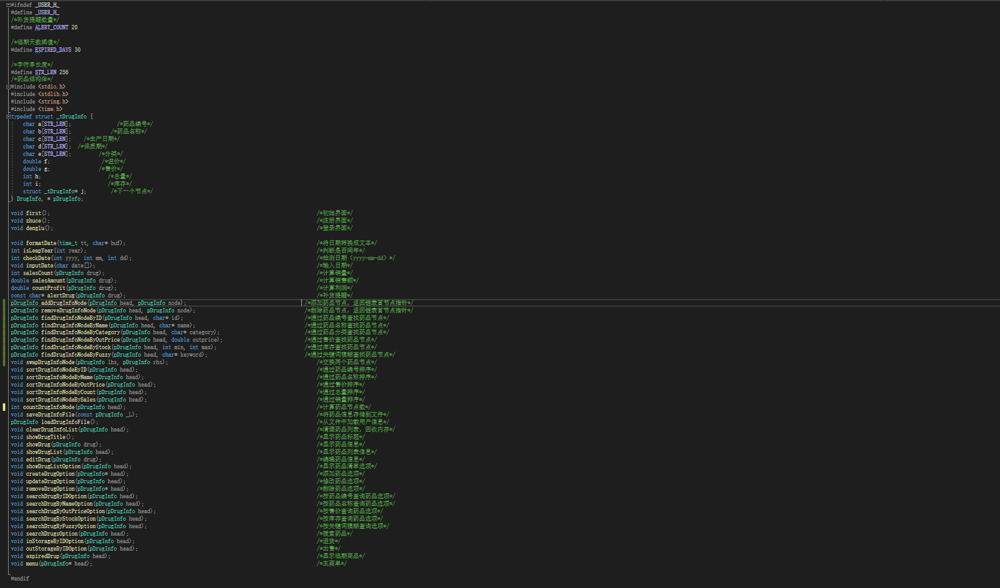 #ifndef _USER_H_
#define _USER_H_
/*补货提醒数量*/
#define ALERT_COUNT 20
/*临期天数阈值*/
#define EXPIRED_DAYS 30
/*字符串长度*/
#define STR_LEN 256
/*药品结构体*/
#include <stdio.h>
#include <stdlib.h>
#include <string.h>
#include <time.h>
typedef struct _tDrugInfo {
char a[STR_LEN]; /*药品编号*/
char b[STR_LEN]; /*药品名称*/
char c[STR_LEN]; /*生产日期*/
char d[STR_LEN]; /*保质期*/
char e[STR_LEN]; /*分类*/
double f; /*进价*/
double g; /*售价*/
int h; /*总量*/
int i; /*库存*/
struct _tDrugInfo* j; /*下一个节点*/
} DrugInfo, * pDrugInfo;
void first(); /*初始界面*/
void zhuce(); /*注册界面*/
void denglu(); /*登录界面*/
void formatDate(time_t tt, char* buf); /*将日期转换成文本*/
int isLeapYear(int year); /*判断是否闰年*/
int checkDate(int yyyy, int mm, int dd); /*检测日期（yyyy-mm-dd）*/
void inputDate(char date[]); /*输入日期*/
int salesCount(pDrugInfo drug); /*计算销量*/
double salesAmount(pDrugInfo drug); /*计算销售额*/
double countProfit(pDrugInfo drug); /*计算利润*/
const char* alertDrug(pDrugInfo drug); /*补货提醒*/
pDrugInfo addDrugInfoNode(pDrugInfo head, pDrugInfo node); /*添加药品节点，返回链表首节点指针*/
pDrugInfo removeDrugInfoNode(pDrugInfo head, pDrugInfo node); /*删除药品节点，返回链表首节点指针*/
pDrugInfo findDrugInfoNodeByID(pDrugInfo head, char* id); /*通过药品编号查找药品节点*/
pDrugInfo findDrugInfoNodeByName(pDrugInfo head, char* name); /*通过药品名称查找药品节点*/
pDrugInfo findDrugInfoNodeByCategory(pDrugInfo head, char* category); /*通过药品分类查找药品节点*/
pDrugInfo findDrugInfoNodeByOutPrice(pDrugInfo head, double outprice); /*通过售价查找药品节点*/
pDrugInfo findDrugInfoNodeByStock(pDrugInfo head, int min, int max); /*通过库存查找药品节点*/
pDrugInfo findDrugInfoNodeByFuzzy(pDrugInfo head, char* keyword); /*通过关键词模糊查找药品节点*/
void swapDrugInfoNode(pDrugInfo lhs, pDrugInfo rhs); /*交换两个药品节点*/
void sortDrugInfoNodeByID(pDrugInfo head); /*通过药品编号排序*/
void sortDrugInfoNodeByName(pDrugInfo head); /*通过药品名称排序*/
void sortDrugInfoNodeByOutPrice(pDrugInfo head); /*通过售价排序*/
void sortDrugInfoNodeByCount(pDrugInfo head); /*通过总量排序*/
void sortDrugInfoNodeBySales(pDrugInfo head); /*通过销量排序*/
int countDrugInfoNode(pDrugInfo head); /*计算药品节点数*/
void saveDrugInfoFile(const pDrugInfo _L); /*将药品信息存储到文件*/
pDrugInfo loadDrugInfoFile(); /*从文件中加载用户信息*/
void clearDrugInfoList(pDrugInfo head); /*清理药品列表，回收内存*/
void showDrugTitle(); /*显示药品标题*/
void showDrug(pDrugInfo drug); /*显示药品信息*/
void showDrugList(pDrugInfo head); /*显示药品列表信息*/
void editDrug(pDrugInfo drug); /*编辑药品信息*/
void showDrugListOption(pDrugInfo head); /*显示药品清单选项*/
void createDrugOption(pDrugInfo* head); /*添加药品选项*/
void updateDrugOption(pDrugInfo head); /*修改药品选项*/
void removeDrugOption(pDrugInfo* head); /*删除药品选项*/
void searchDrugByIDOption(pDrugInfo head); /*按药品编号查询药品选项*/
void searchDrugByNameOption(pDrugInfo head); /*按药品名称查询药品选项*/
void searchDrugByOutPriceOption(pDrugInfo head); /*按售价查询药品选项*/
void searchDrugByStockOption(pDrugInfo head); /*按库存查询药品选项*/
void searchDrugByFuzzyOption(pDrugInfo head); /*按关键词模糊查询选项*/
void searchDrugsOption(pDrugInfo head); /*搜索药品*/
void inStorageByIDOption(pDrugInfo head); /*进货*/
void outStorageByIDOption(pDrugInfo head); /*出售*/
void expiredDrup(pDrugInfo head); /*显示临期商品*/
void menu(pDrugInfo* head); /*主菜单*/
#endif